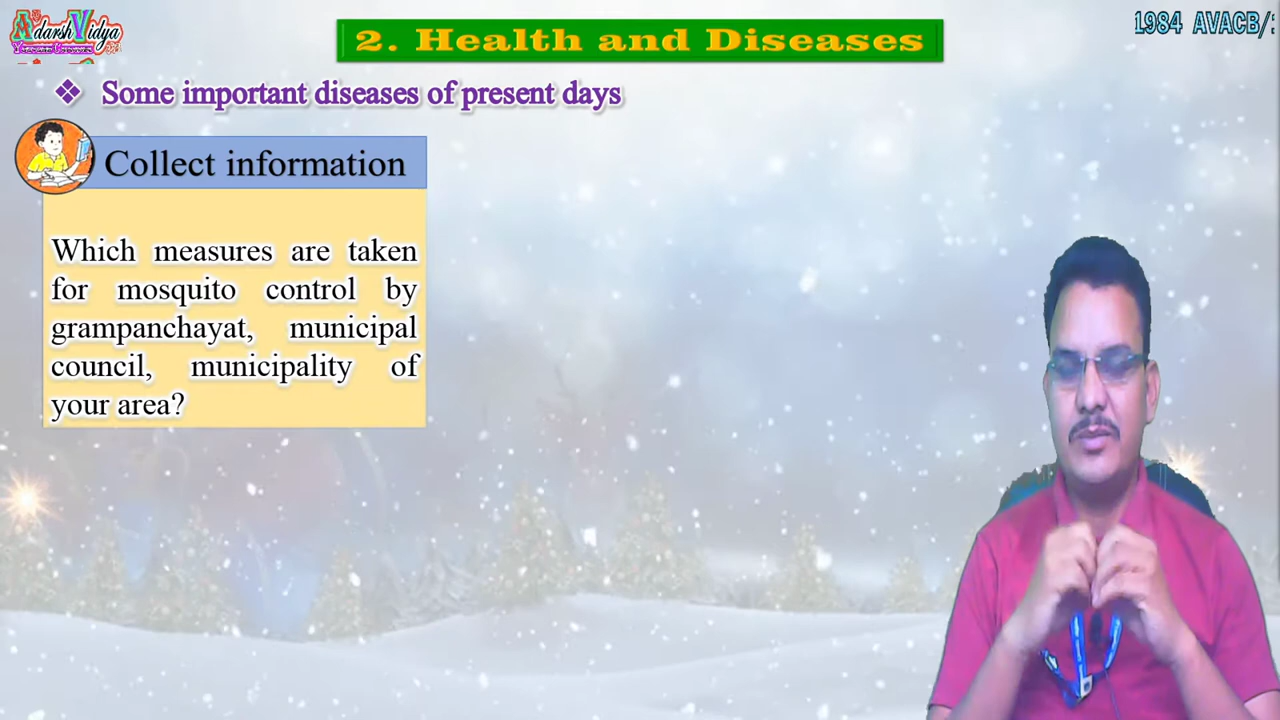 Adarsh Vidya
1984 AVACB/
2. Health and Diseases
❖ Some important diseases of present days
Collect information
Which measures are taken
for mosquito control by
grampanchayat, municipal
council, municipality of
your area?